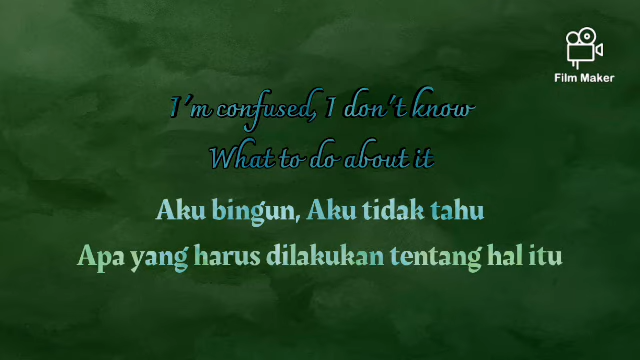 Film Maker
I'm confused, I don't know
What to do about it
Aku bingun, Aku tidak tahu
Apa yang harus dilakukan tentang hal itu